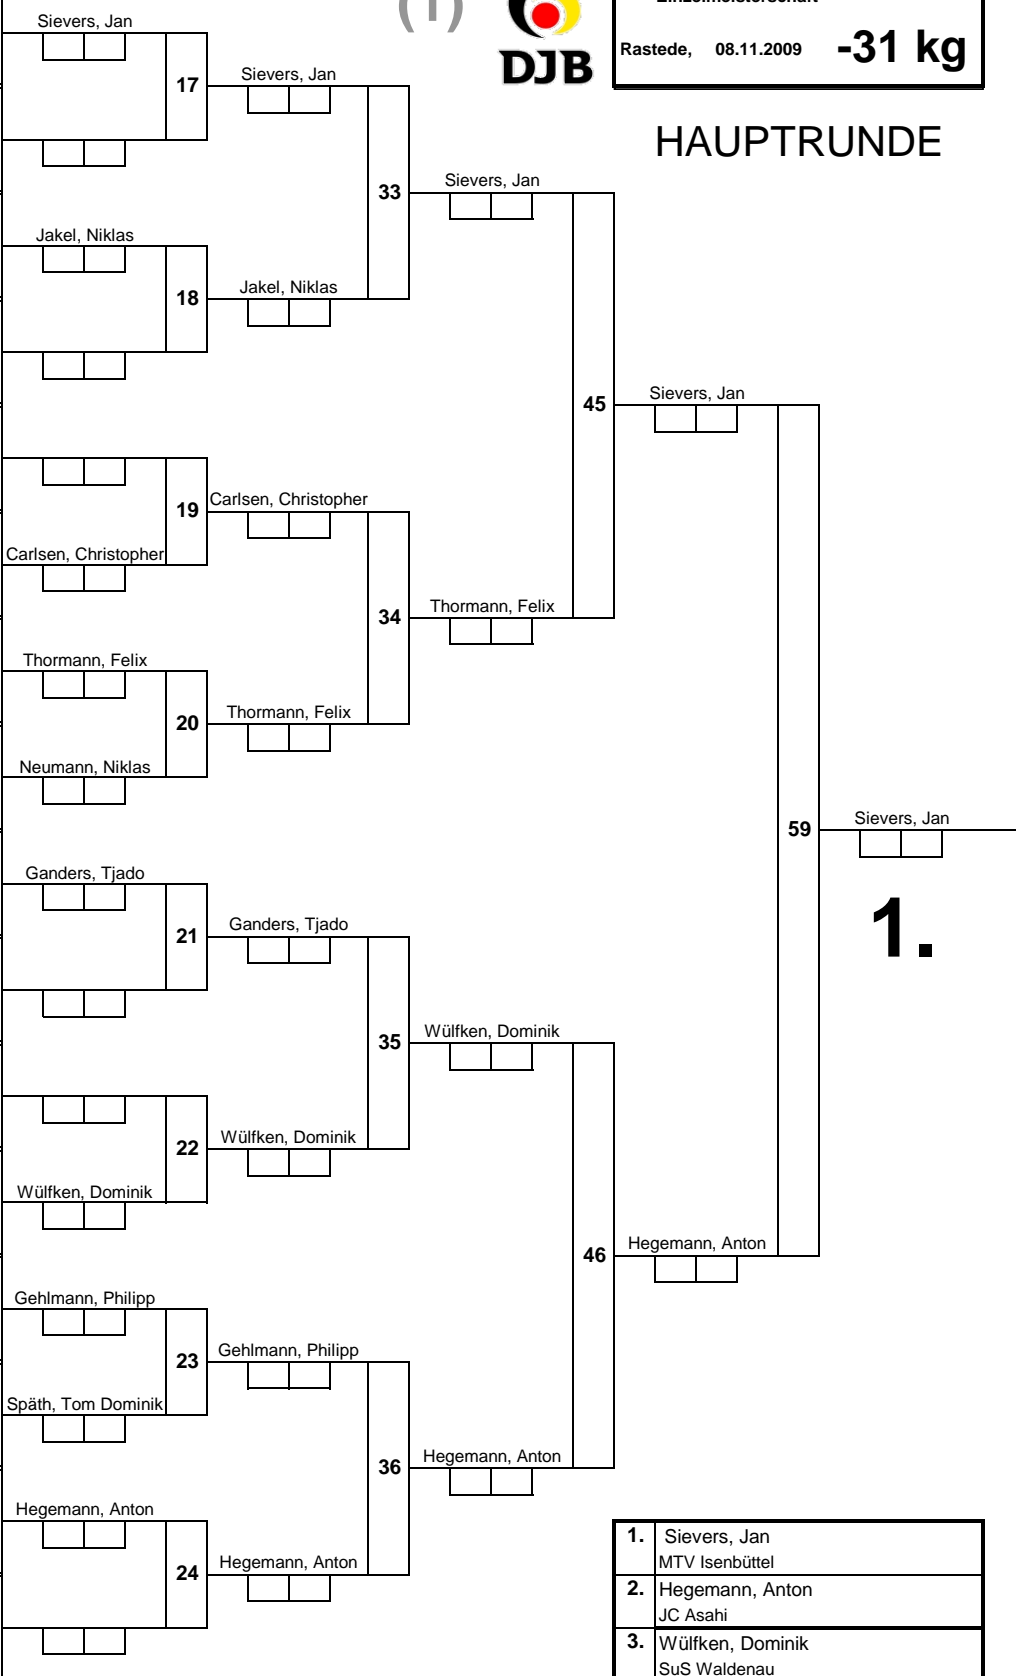 (1)
DJB
Rastede, 08.11.2009 -31 kg
HAUPTRUNDE
Sievers, Jan
17
Sievers, Jan
33
Sievers, Jan
Jakel, Niklas
18
Jakel, Niklas
45
Sievers, Jan
19
Carlsen, Christopher
Carlsen, Christopher
34
Thormann, Felix
Thormann, Felix
20
Thormann, Felix
Neumann, Niklas
59
Sievers, Jan
1.
Ganders, Tjado
21
Ganders, Tjado
35
Wülfken, Dominik
22
Wülfken, Dominik
Wülfken, Dominik
46
Hegemann, Anton
Gehlmann, Philipp
23
Gehlmann, Philipp
Späth, Tom Dominik
36
Hegemann, Anton
Hegemann, Anton
24
Hegemann, Anton
1. Sievers, Jan
MTV Isenbüttel
2. Hegemann, Anton
JC Asahi
3. Wülfken, Dominik
SuS Waldenau